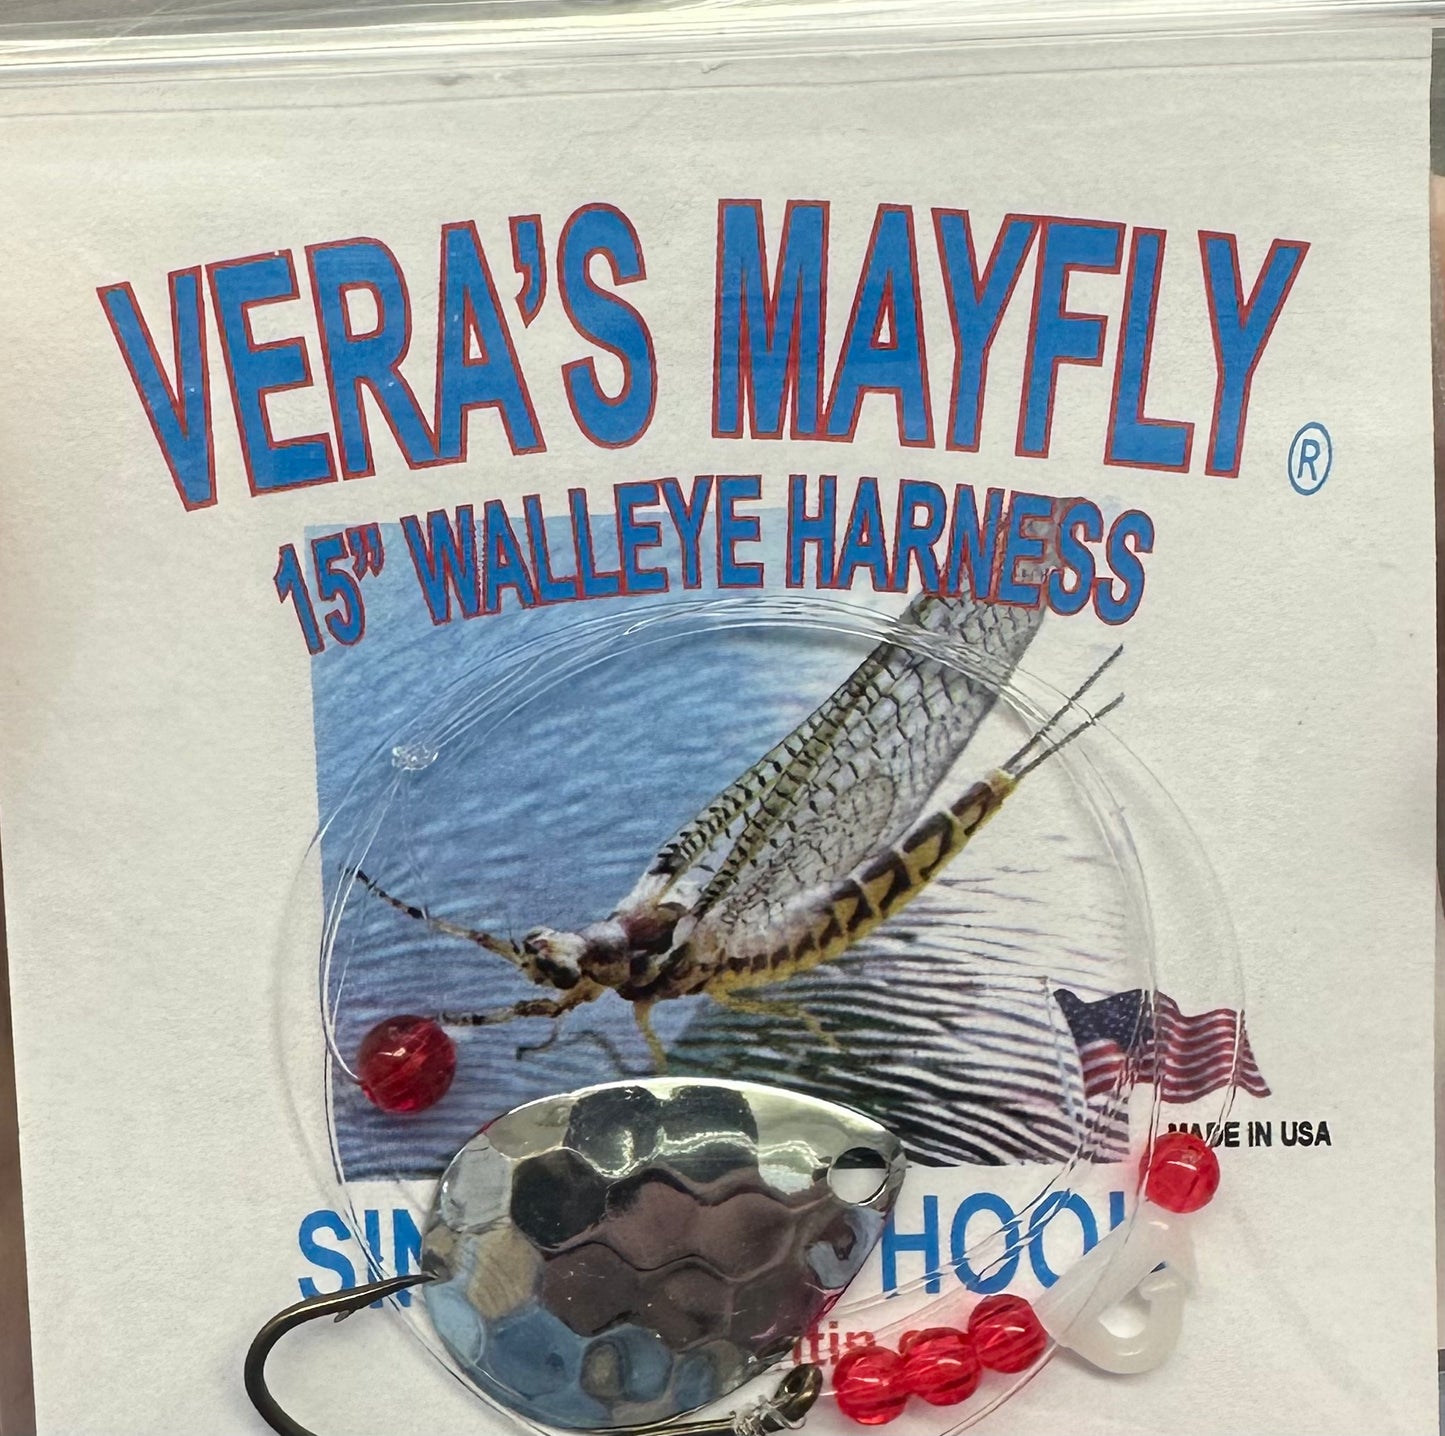 VERA'S MAYFLY®
15” WALLEYE HARNESS
MADE IN USA